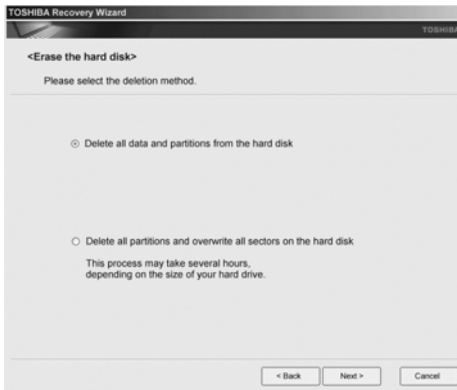 TOSHIBA Recovery Wizard
TOSHIBA
<Erase the hard disk>
Please select the deletion method.
Delete all data and partitions from the hard disk
Delete all partitions and overwrite all sectors on the hard disk
This process may take several hours,
depending on the size of your hard drive.
< Back Next > Cancel